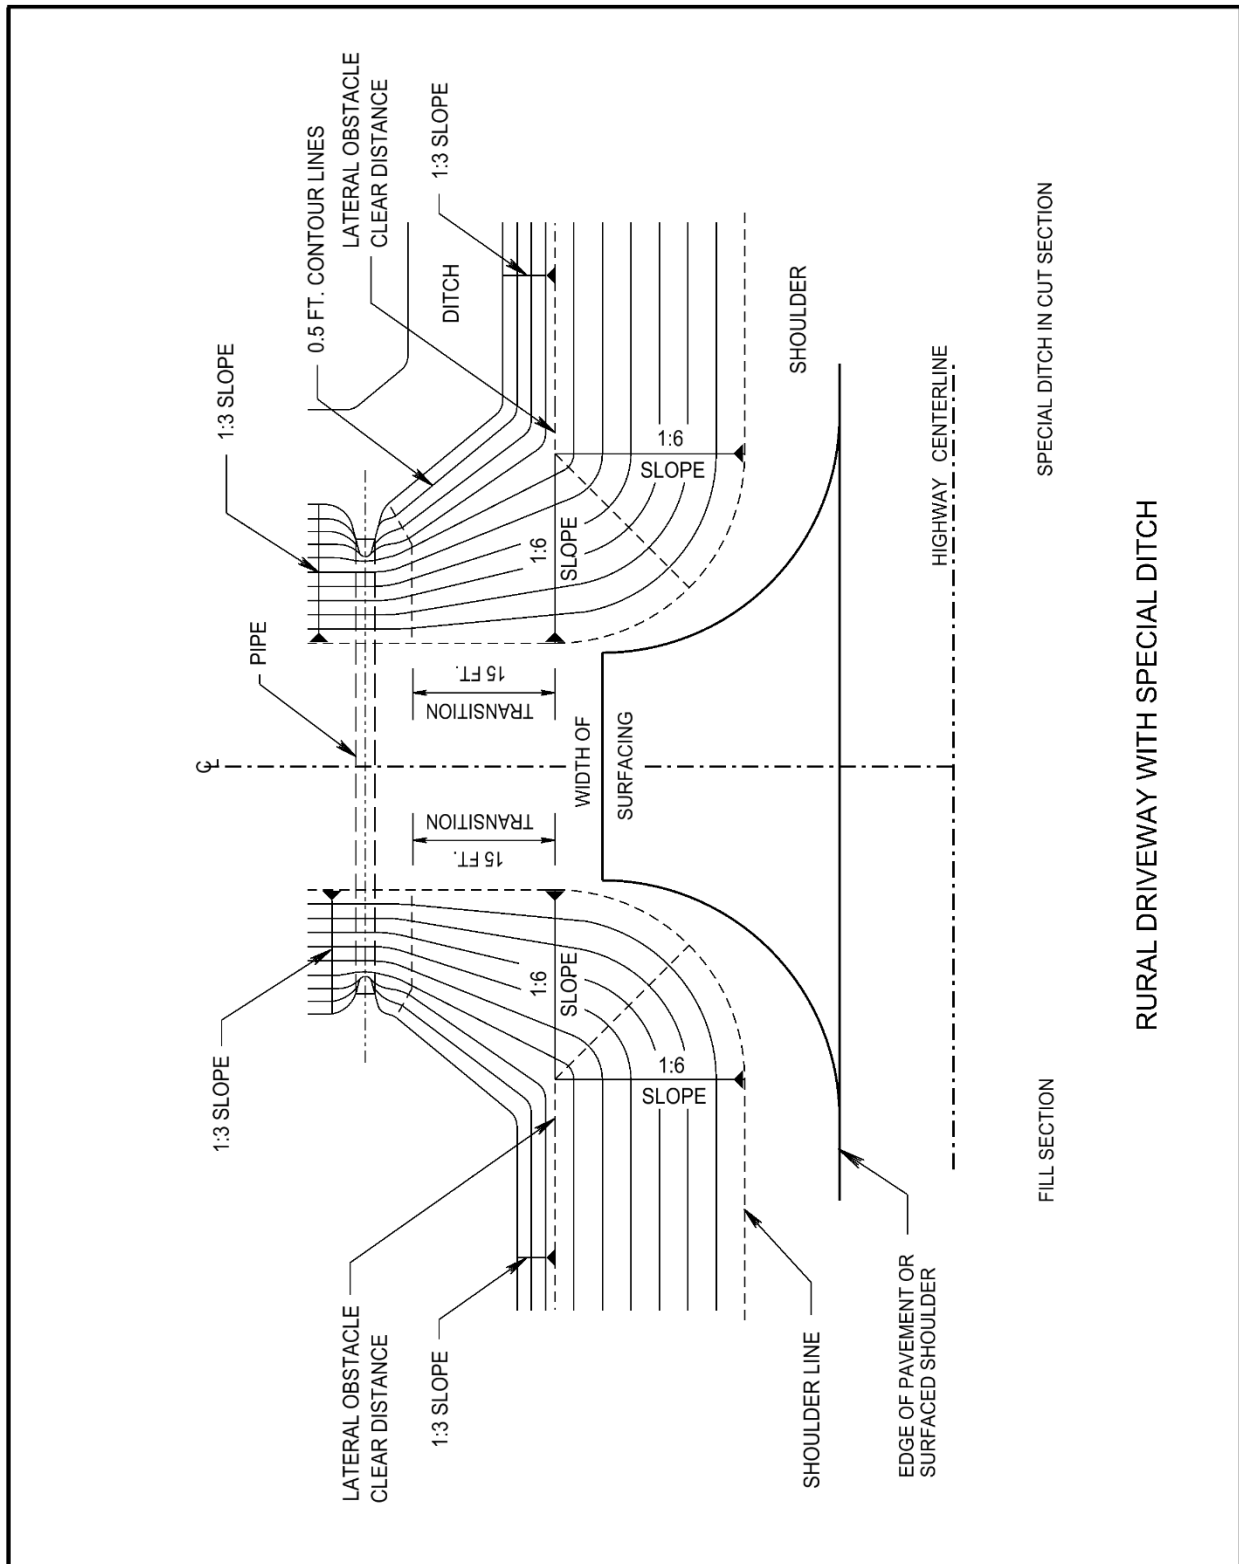 ℄
PIPE
1:3 SLOPE
0.5 FT. CONTOUR LINES
LATERAL OBSTACLE
CLEAR DISTANCE
1:3 SLOPE
DITCH
1:3 SLOPE
LATERAL OBSTACLE
CLEAR DISTANCE
1:3 SLOPE
TRANSITION
15 FT.
TRANSITION
15 FT.
1:6
SLOPE
1:6
SLOPE
1:6
SLOPE
1:6
SLOPE
WIDTH OF
SURFACING
SHOULDER
SHOULDER LINE
EDGE OF PAVEMENT OR
SURFACED SHOULDER
HIGHWAY CENTERLINE
FILL SECTION
SPECIAL DITCH IN CUT SECTION
RURAL DRIVEWAY WITH SPECIAL DITCH